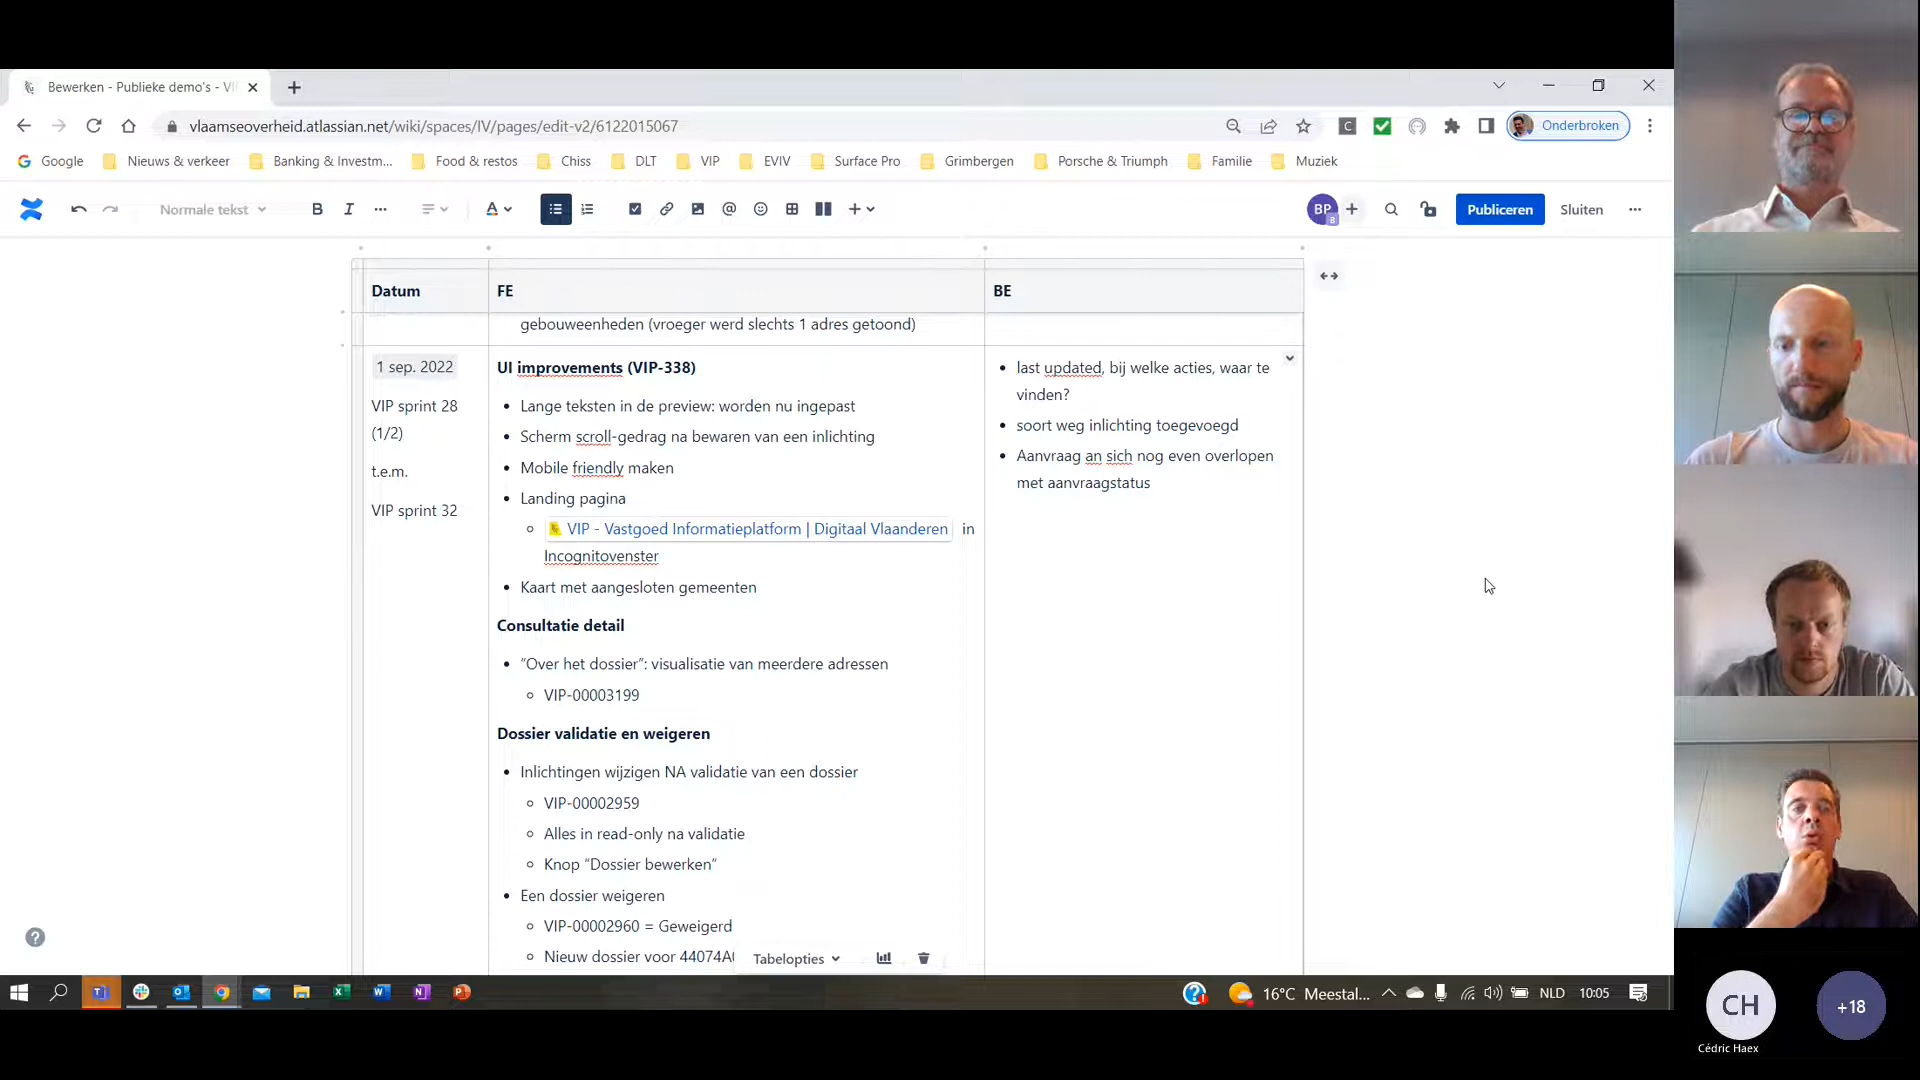 Bewerken - Publieke demo's - VI
vlaamseoverheid.atlassian.net/wiki/spaces/IV/pages/edit-v2/6122015067
Onderbroken
Google Nieuws & verkeer Banking & Investm... Food & restos Chiss DLT VIP EVIV Surface Pro Grimbergen Porsche & Triumph Familie Muziek
Normale tekst
BP
Publiceren
Sluiten
Datum FE BE
gebouweenheden (vroeger werd slechts 1 adres getoond)
1 sep. 2022
VIP sprint 28
(1/2)
t.e.m.
VIP sprint 32
UI improvements (VIP-338)
Lange teksten in de preview: worden nu ingepast
Scherm scroll-gedrag na bewaren van een inlichting
Mobile friendly maken
Landing pagina
VIP - Vastgoed Informatieplatform | Digitaal Vlaanderen in
Incognitovenster
Kaart met aangesloten gemeenten
Consultatie detail
“Over het dossier”: visualisatie van meerdere adressen
VIP-00003199
Dossier validatie en weigeren
Inlichtingen wijzigen NA validatie van een dossier
VIP-00002959
Alles in read-only na validatie
Knop “Dossier bewerken”
Een dossier weigeren
VIP-00002960 = Geweigerd
Nieuw dossier voor 44074A0
last updated, bij welke acties, waar te
vinden?
soort weg inlichting toegevoegd
Aanvraag an sich nog even overlopen
met aanvraagstatus
Tabelopties
16°C Meestal... NLD 10:05
CH
+18
Cédric Haex